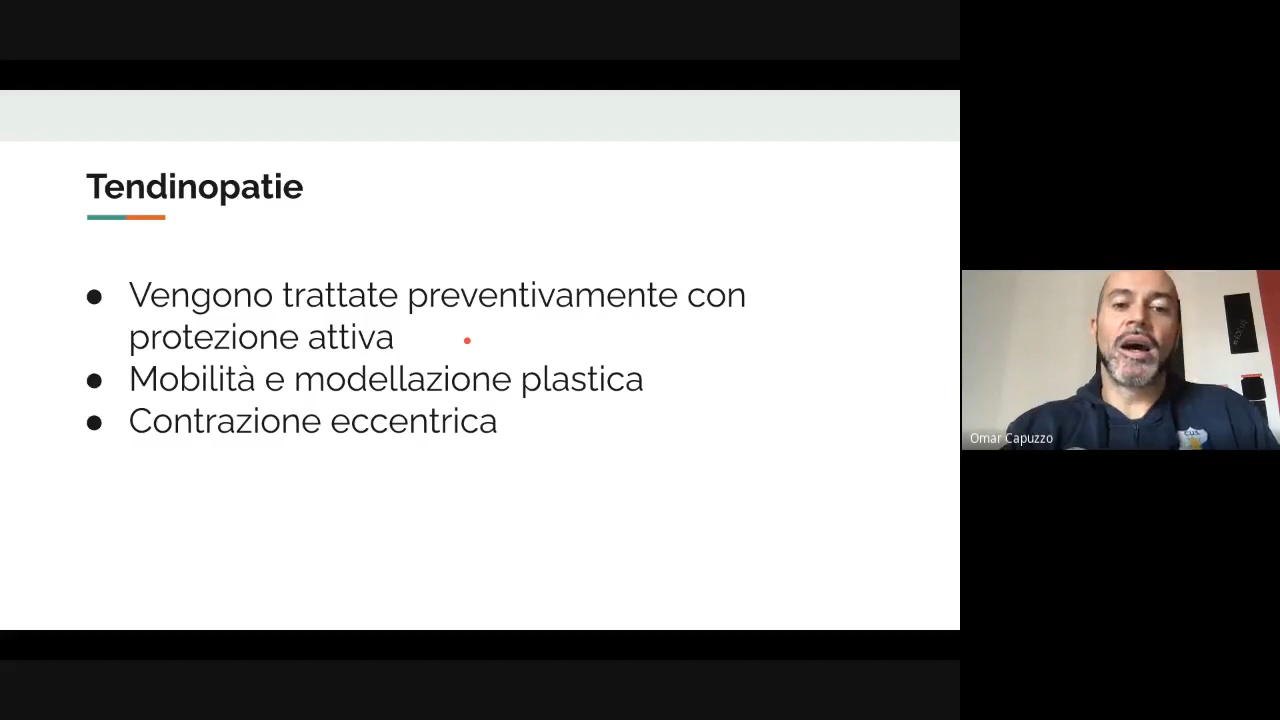 Tendinopatie
● Vengono trattate preventivamente con
protezione attiva
● Mobilità e modellazione plastica
● Contrazione eccentrica
Omar Capuzzo
C.U.S.